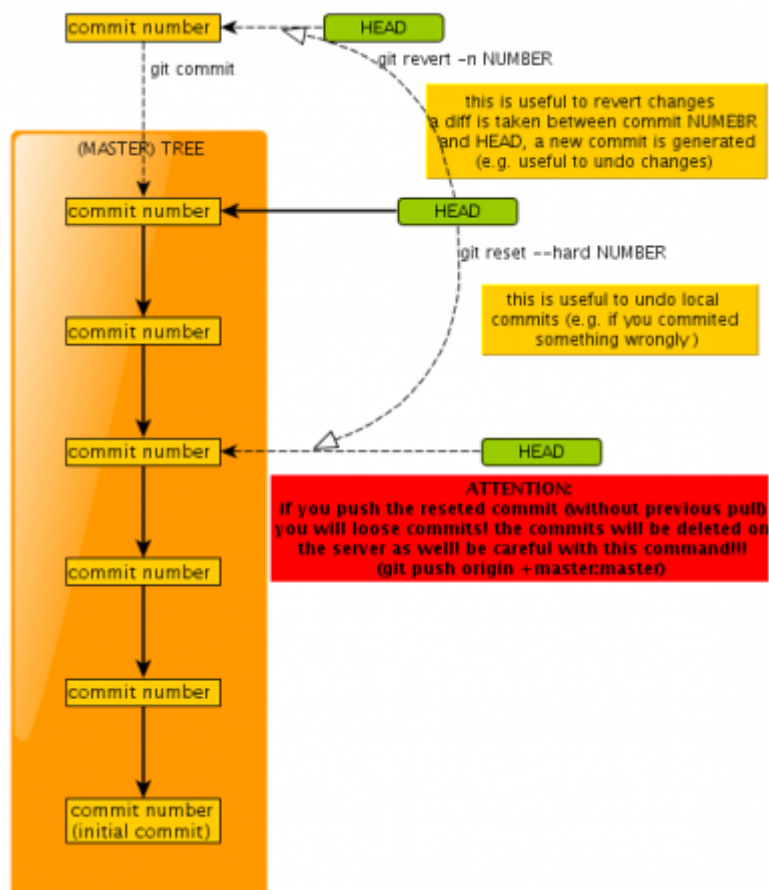 commit number
HEAD
git revert -n NUMBER
git commit
this is useful to revert changes
a diff is taken between commit NUMEBR
and HEAD, a new commit is generated
(e.g. useful to undo changes)
(MASTER) TREE
commit number
HEAD
git reset --hard NUMBER
this is useful to undo local
commits (e.g. if you commited
something wrongly)
commit number
commit number
HEAD
ATTENTION:
if you push the reseted commit (without previous pull)
you will loose commits! the commits will be deleted on
the server as well! be careful with this command!!!
(git push origin +master:master)
commit number
commit number
commit number
(initial commit)